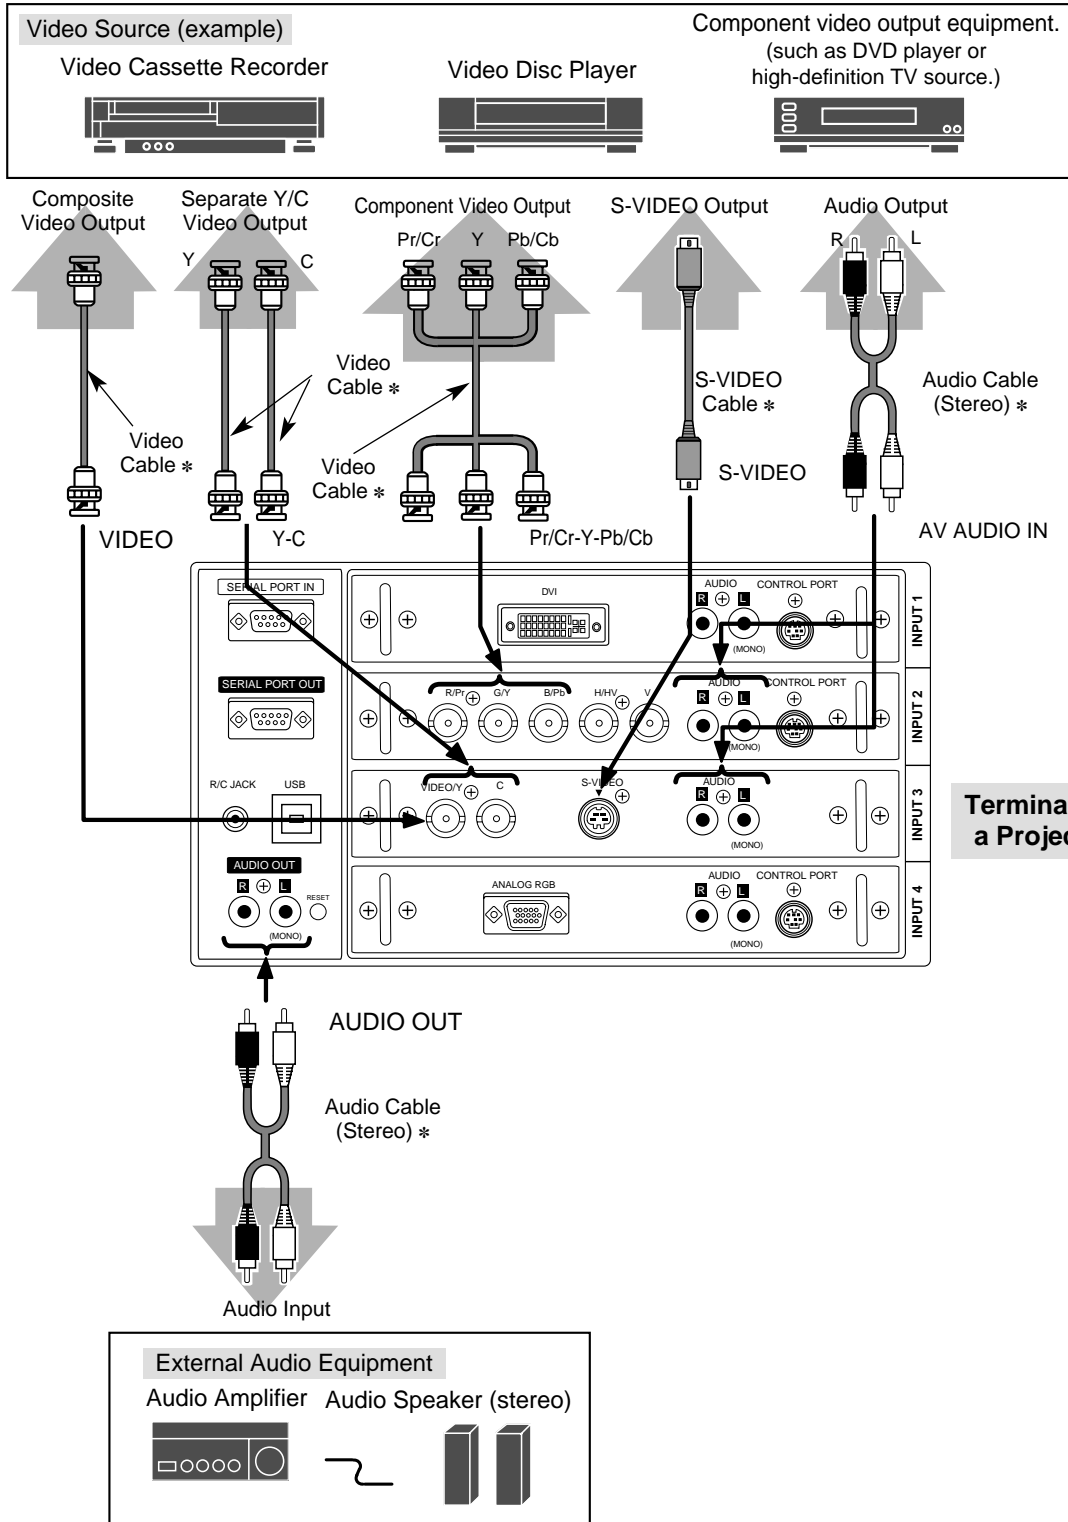 Video Source (example)
Video Cassette Recorder
Video Disc Player
Component video output equipment.
(such as DVD player or
high-definition TV source.)
Composite
Video Output
Separate Y/C
Video Output
Y
C
Component Video Output
Pr/Cr
Y
Pb/Cb
S-VIDEO Output
Audio Output
R
L
Video
Cable *
Video
Cable *
Video
Cable *
S-VIDEO
Cable *
Audio Cable
(Stereo) *
VIDEO
Y-C
Pr/Cr-Y-Pb/Cb
S-VIDEO
AV AUDIO IN
SERIAL PORT IN
DVI
AUDIO
R
L
(MONO)
CONTROL PORT
INPUT 1
SERIAL PORT OUT
R/Pr
G/Y
B/Pb
H/HV
V
AUDIO
R
L
(MONO)
CONTROL PORT
INPUT 2
R/C JACK
USB
VIDEO/Y
C
S-VIDEO
AUDIO
R
L
(MONO)
INPUT 3
Termina
a Projec
AUDIO OUT
R
L
RESET
(MONO)
ANALOG RGB
AUDIO
R
L
(MONO)
CONTROL PORT
INPUT 4
AUDIO OUT
Audio Cable
(Stereo) *
Audio Input
External Audio Equipment
Audio Amplifier
Audio Speaker (stereo)